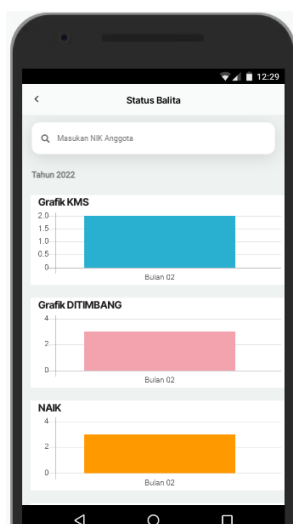 12:29
Status Balita
Masukan NIK Anggota
Tahun 2022
Grafik KMS
2.0
1.5
1.0
0.5
0
Bulan 02
Grafik DITIMBANG
4
2
0
Bulan 02
NAIK
4
2
0
Bulan 02